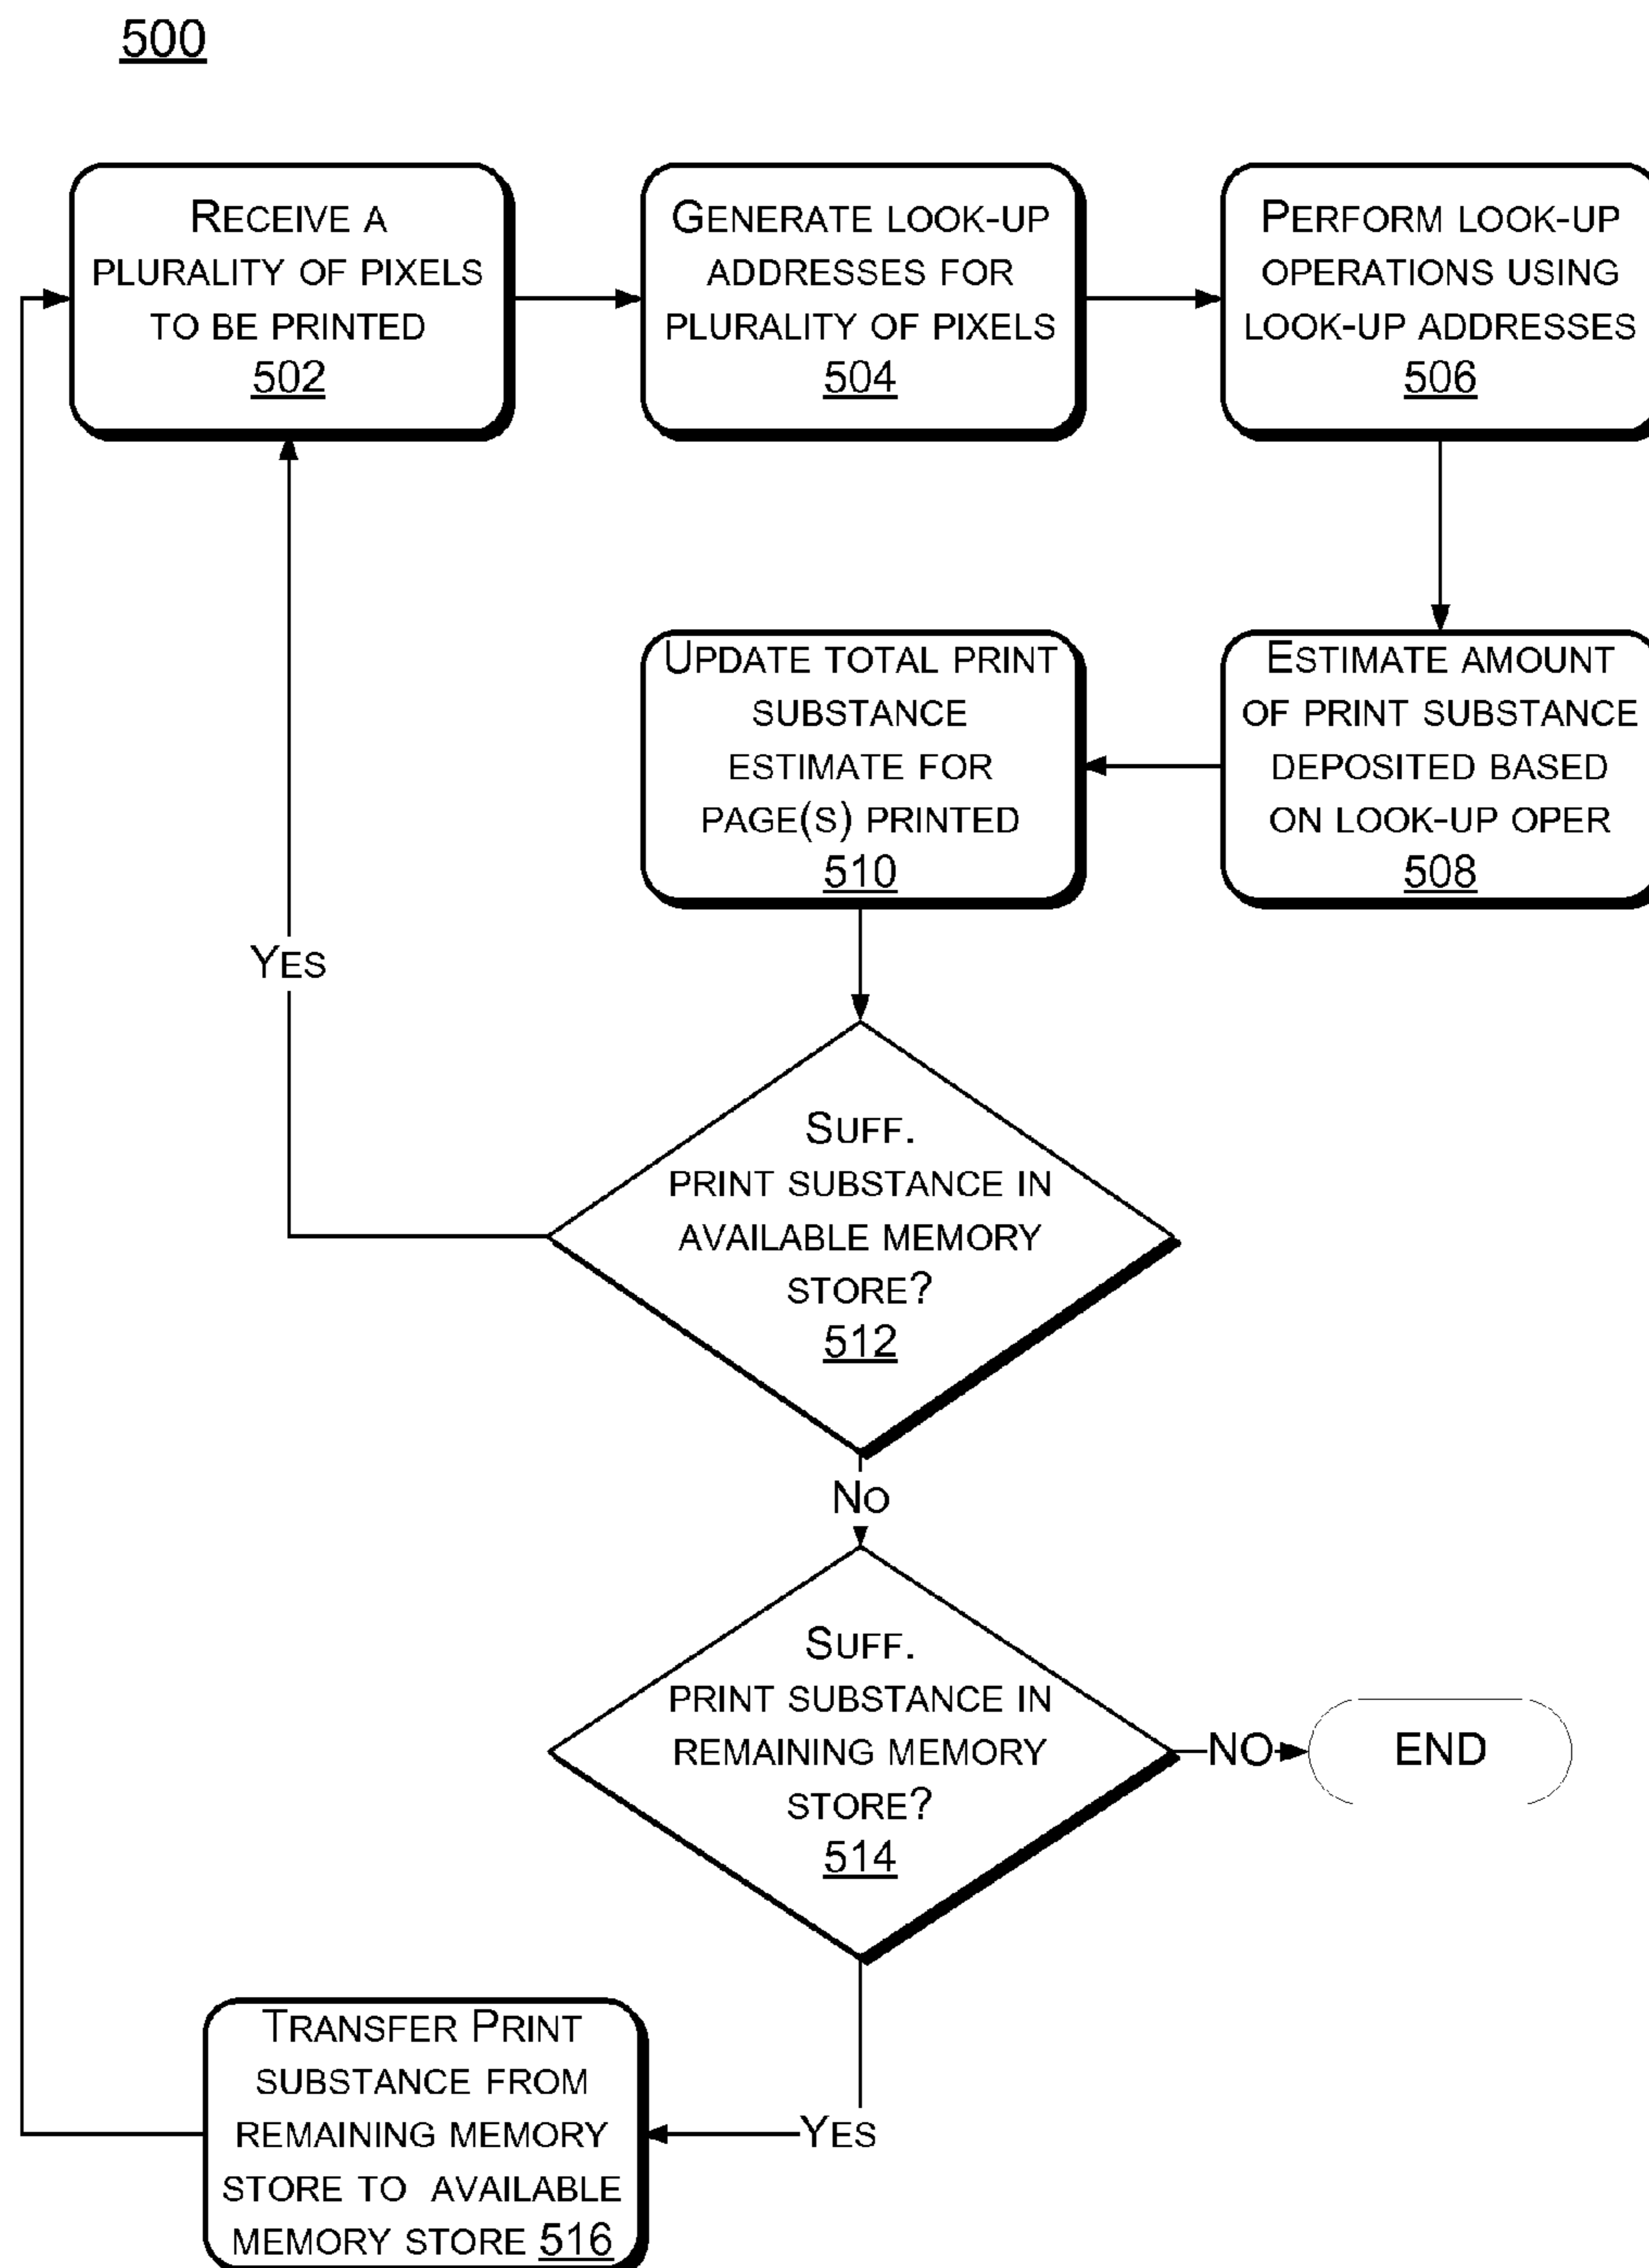 500
RECEIVE A
PLURALITY OF PIXELS
TO BE PRINTED
502
GENERATE LOOK-UP
ADDRESSES FOR
PLURALITY OF PIXELS
504
PERFORM LOOK-UP
OPERATIONS USING
LOOK-UP ADDRESSES
506
UPDATE TOTAL PRINT
SUBSTANCE
ESTIMATE FOR
PAGE(S) PRINTED
510
ESTIMATE AMOUNT
OF PRINT SUBSTANCE
DEPOSITED BASED
ON LOOK-UP OPER
508
YES
SUFF.
PRINT SUBSTANCE IN
AVAILABLE MEMORY
STORE?
512
NO
SUFF.
PRINT SUBSTANCE IN
REMAINING MEMORY
STORE?
514
NO
END
YES
TRANSFER PRINT
SUBSTANCE FROM
REMAINING MEMORY
STORE TO AVAILABLE
MEMORY STORE 516